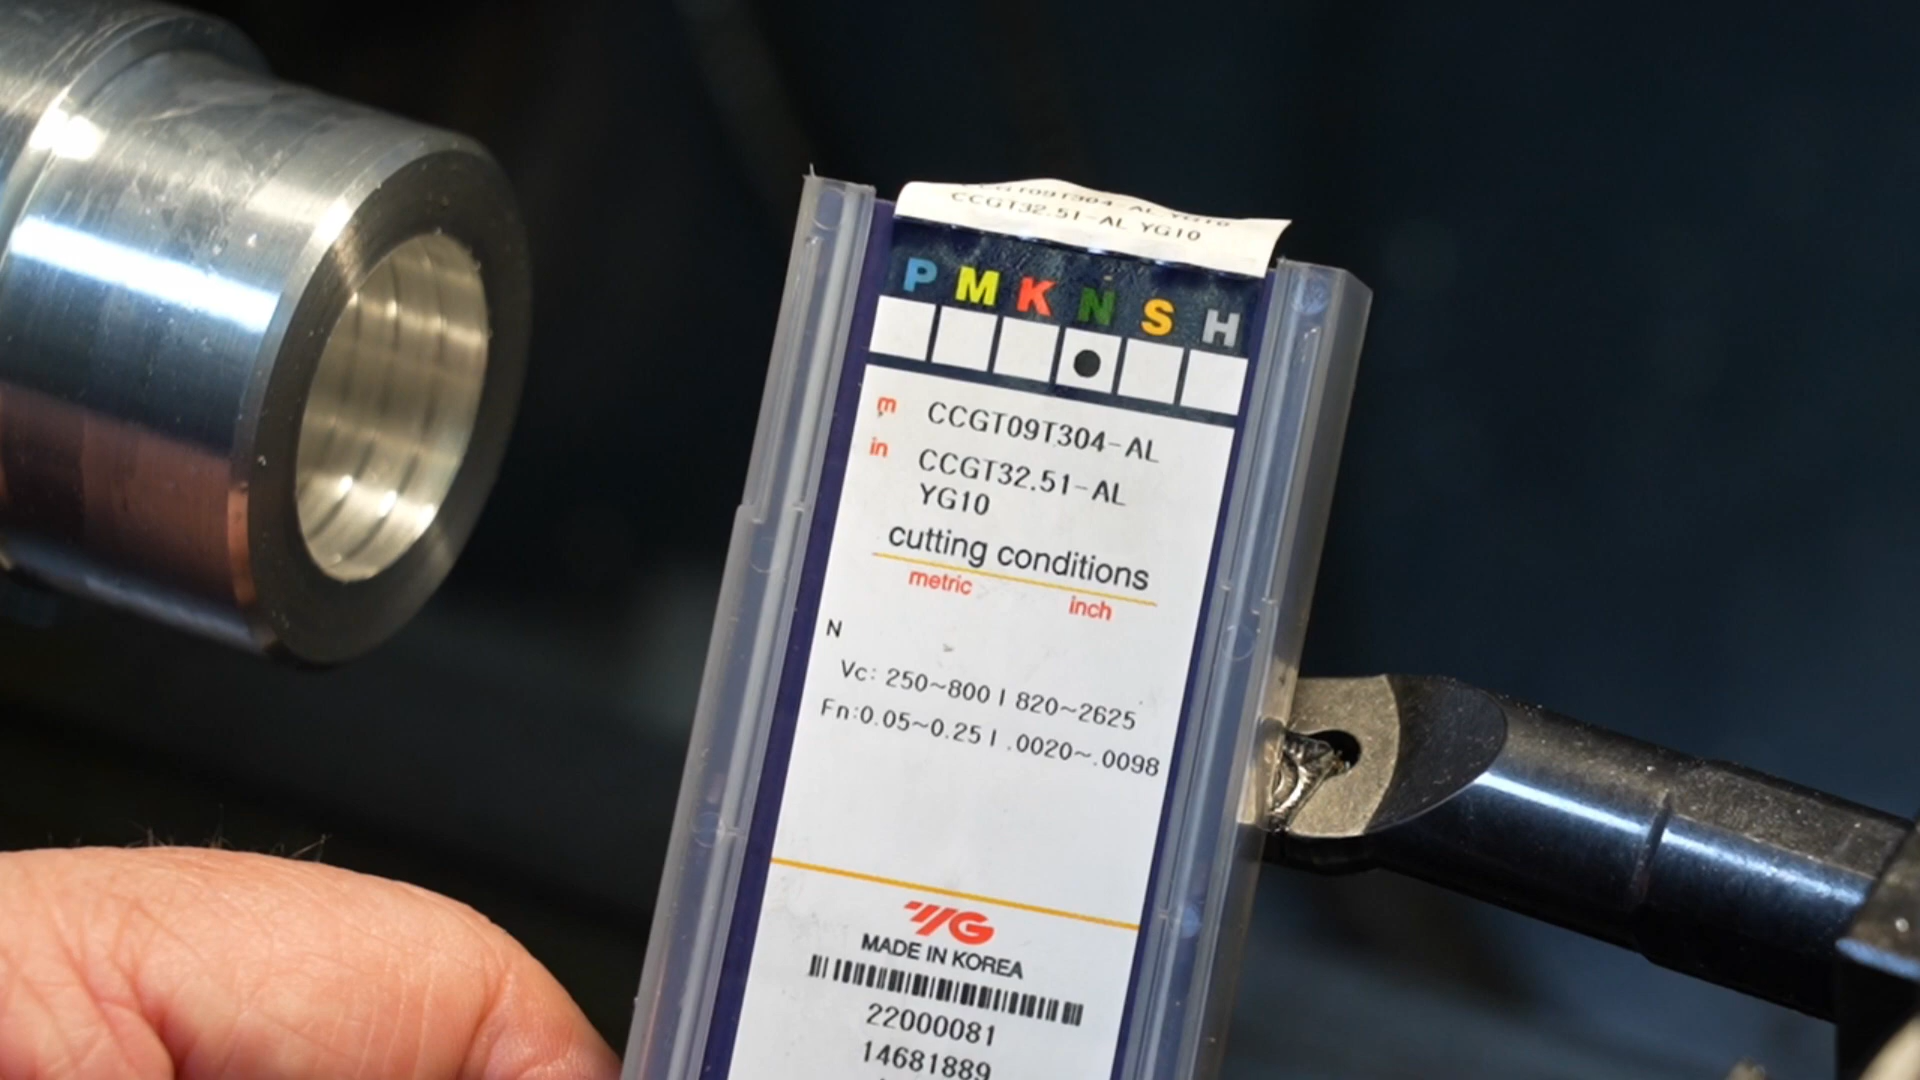 CCGT32.51-AL YG10
P M K N S H
m CCGT09T304-AL
in CCGT32.51-AL
YG10
cutting conditions
metric inch
N
Vc: 250~800 | 820~2625
Fn:0.05~0.25 | .0020~.0098
YG
MADE IN KOREA
22000081
14681889